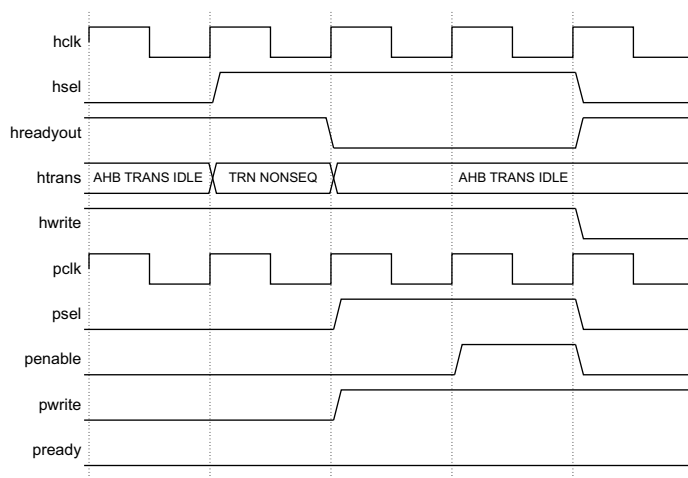 hclk
hsel
hreadyout
htrans AHB TRANS IDLE TRN NONSEQ AHB TRANS IDLE
hwrite
pclk
psel
penable
pwrite
pready